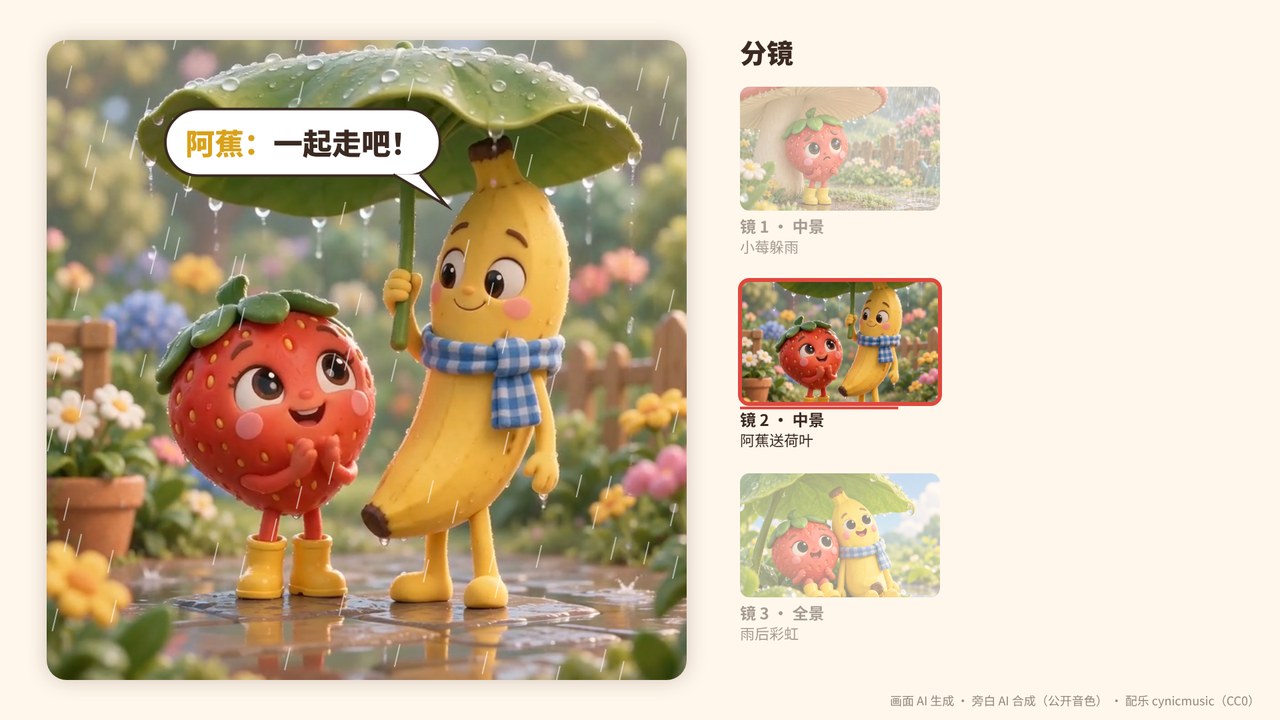 阿蕉：一起走吧！
分镜
镜 1 · 中景
小莓躲雨
镜 2 · 中景
阿蕉送荷叶
镜 3 · 全景
雨后彩虹
画面 AI 生成 · 旁白 AI 合成（公开音色） · 配乐 cynicmusic（CC0）